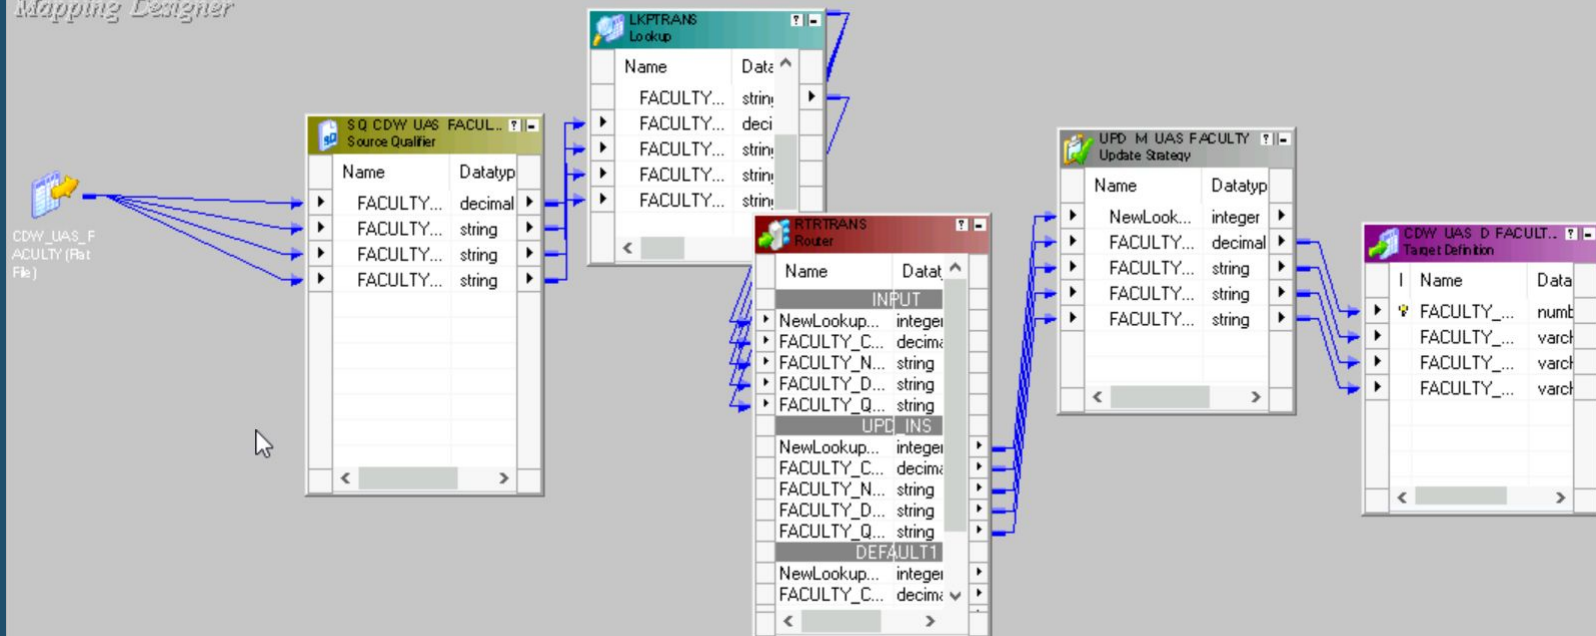 Mapping Designer
CDW_UAS_F
ACULTY (Flat
File)
SQ CDW UAS FACUL... ? -
Source Qualifier
Name Datatyp
FACULTY... decimal
FACULTY... string
FACULTY... string
FACULTY... string
LKPTRANS ? -
Lookup
Name Data
FACULTY... string
FACULTY... deci
FACULTY... string
FACULTY... string
FACULTY... string
RTRTRANS ? -
Router
Name Datat
INPUT
NewLookup... integer
FACULTY_C... decima
FACULTY_N... string
FACULTY_D... string
FACULTY_Q... string
UPD_INS
NewLookup... integer
FACULTY_C... decima
FACULTY_N... string
FACULTY_D... string
FACULTY_Q... string
DEFAULT1
NewLookup... integer
FACULTY_C... decima
UPD M UAS FACULTY ? -
Update Strategy
Name Datatyp
NewLook... integer
FACULTY... decimal
FACULTY... string
FACULTY... string
FACULTY... string
CDW UAS D FACULT... ? -
Target Definition
Name Data
FACULTY_... numb
FACULTY_... varch
FACULTY_... varch
FACULTY_... varch